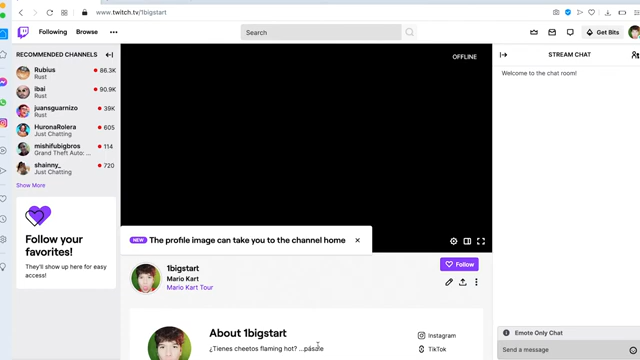 www.twitch.tv/1bigstart
Following Browse Search Get Bits
RECOMMENDED CHANNELS
Rubius 86.3K
Rust
ibai 90.9K
Rust
juansguarnizo 39K
Rust
HuronaRolera 605
Just Chatting
mishifubigbros 114
Grand Theft Auto: ...
shainny_ 720
Just Chatting
Show More
Follow your
favorites!
They'll show up here for easy
access!
OFFLINE
NEW The profile image can take you to the channel home
1bigstart
Mario Kart
Mario Kart Tour
Follow
About 1bigstart
¿Tienes cheetos flaming hot? ...pásate
Instagram
TikTok
STREAM CHAT
Welcome to the chat room!
Emote Only Chat
Send a message